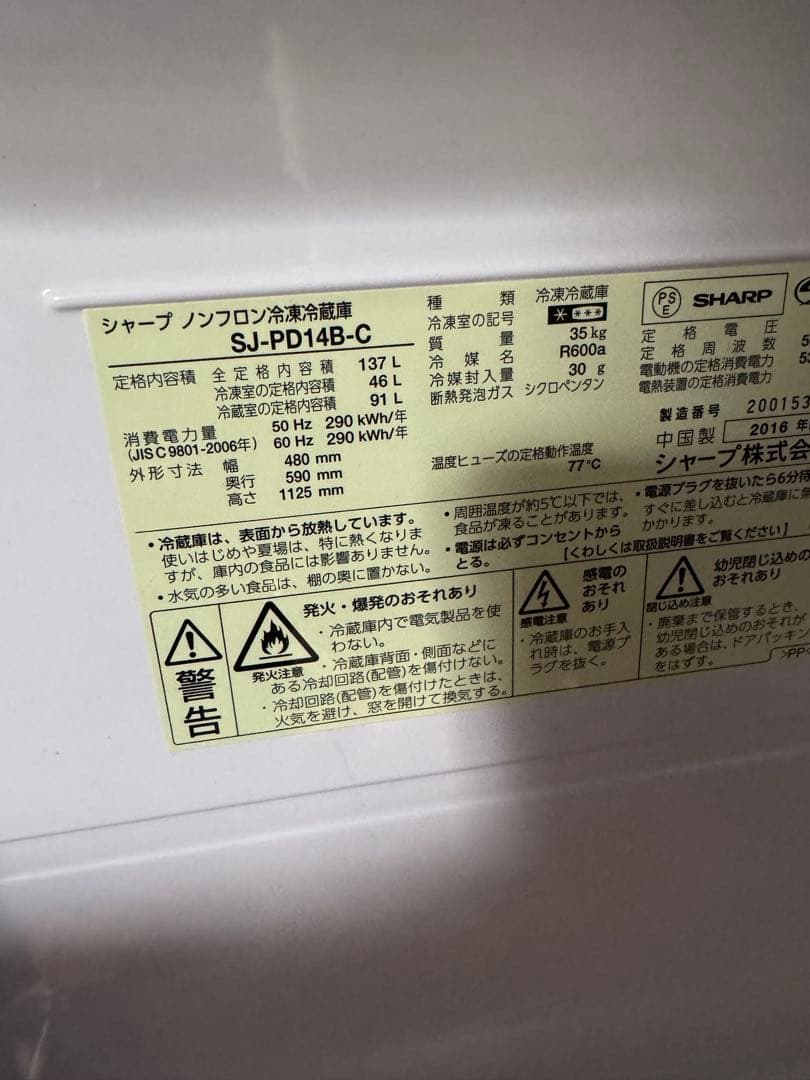 シャープ ノンフロン冷凍冷蔵庫
SJ-PD14B-C
定格内容積 全定格内容積 137 L
冷凍室の定格内容積 46 L
冷蔵室の定格内容積 91 L
消費電力量 50 Hz 290 kWh/年
(JIS C 9801-2006年) 60 Hz 290 kWh/年
外形寸法 幅 480 mm
奥行 590 mm
高さ 1125 mm
種類 冷凍冷蔵庫
冷凍室の記号 * ***
質量 35 kg
冷媒名 R600a
冷媒封入量 30 g
断熱発泡ガス シクロペンタン
温度ヒューズの定格動作温度
77℃
PS E SHARP
定格電圧
定格周波数 5
電動機の定格消費電力 5
電熱装置の定格消費電力
製造番号 200153
中国製 2016 年
シャープ株式会
・冷蔵庫は、表面から放熱しています。
使いはじめや夏場は、特に熱くなりま
すが、庫内の食品には影響ありません。
・水気の多い食品は、棚の奥に置かない。
・周囲温度が約5℃以下では、
食品が凍ることがあります。
・電源は必ずコンセントから
とる。
・電源プラグを抜いたら6分待
すぐに差し込むと冷蔵庫に無
かかります。
【くわしくは取扱説明書をご覧ください】
警告
発火注意
発火・爆発のおそれあり
・冷蔵庫内で電気製品を使
わない。
・冷蔵庫背面・側面などに
ある冷却回路(配管)を傷付けない。
・冷却回路(配管)を傷付けたときは、
火気を避け、窓を開けて換気する。
感電注意
感電の
おそれ
あり
・冷蔵庫のお手入
れ時は、電源プ
ラグを抜く。
閉じ込め注意
幼児閉じ込めの
おそれあり
・廃棄まで保管するとき、
幼児閉じ込めのおそれが
ある場合は、ドアパッキン
をはずす。
>PP<